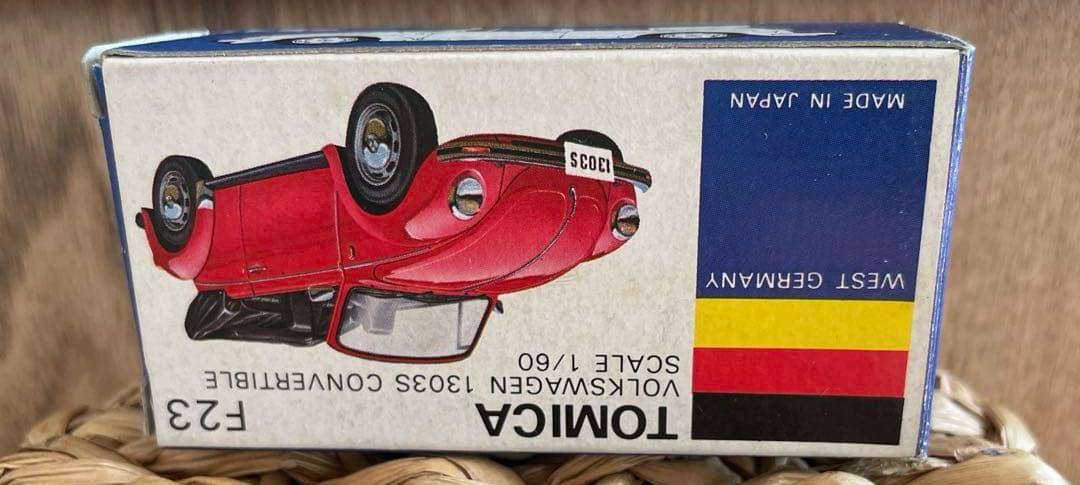 TOMICA
VOLKSWAGEN 1303S CONVERTIBLE
SCALE 1/60
F23
1303S
WEST GERMANY
MADE IN JAPAN